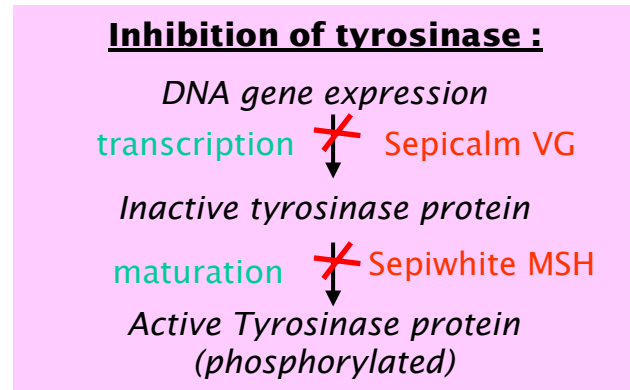 Inhibition of tyrosinase :
DNA gene expression
transcription Sepicalm VG
Inactive tyrosinase protein
maturation Sepiwhite MSH
Active Tyrosinase protein
(phosphorylated)